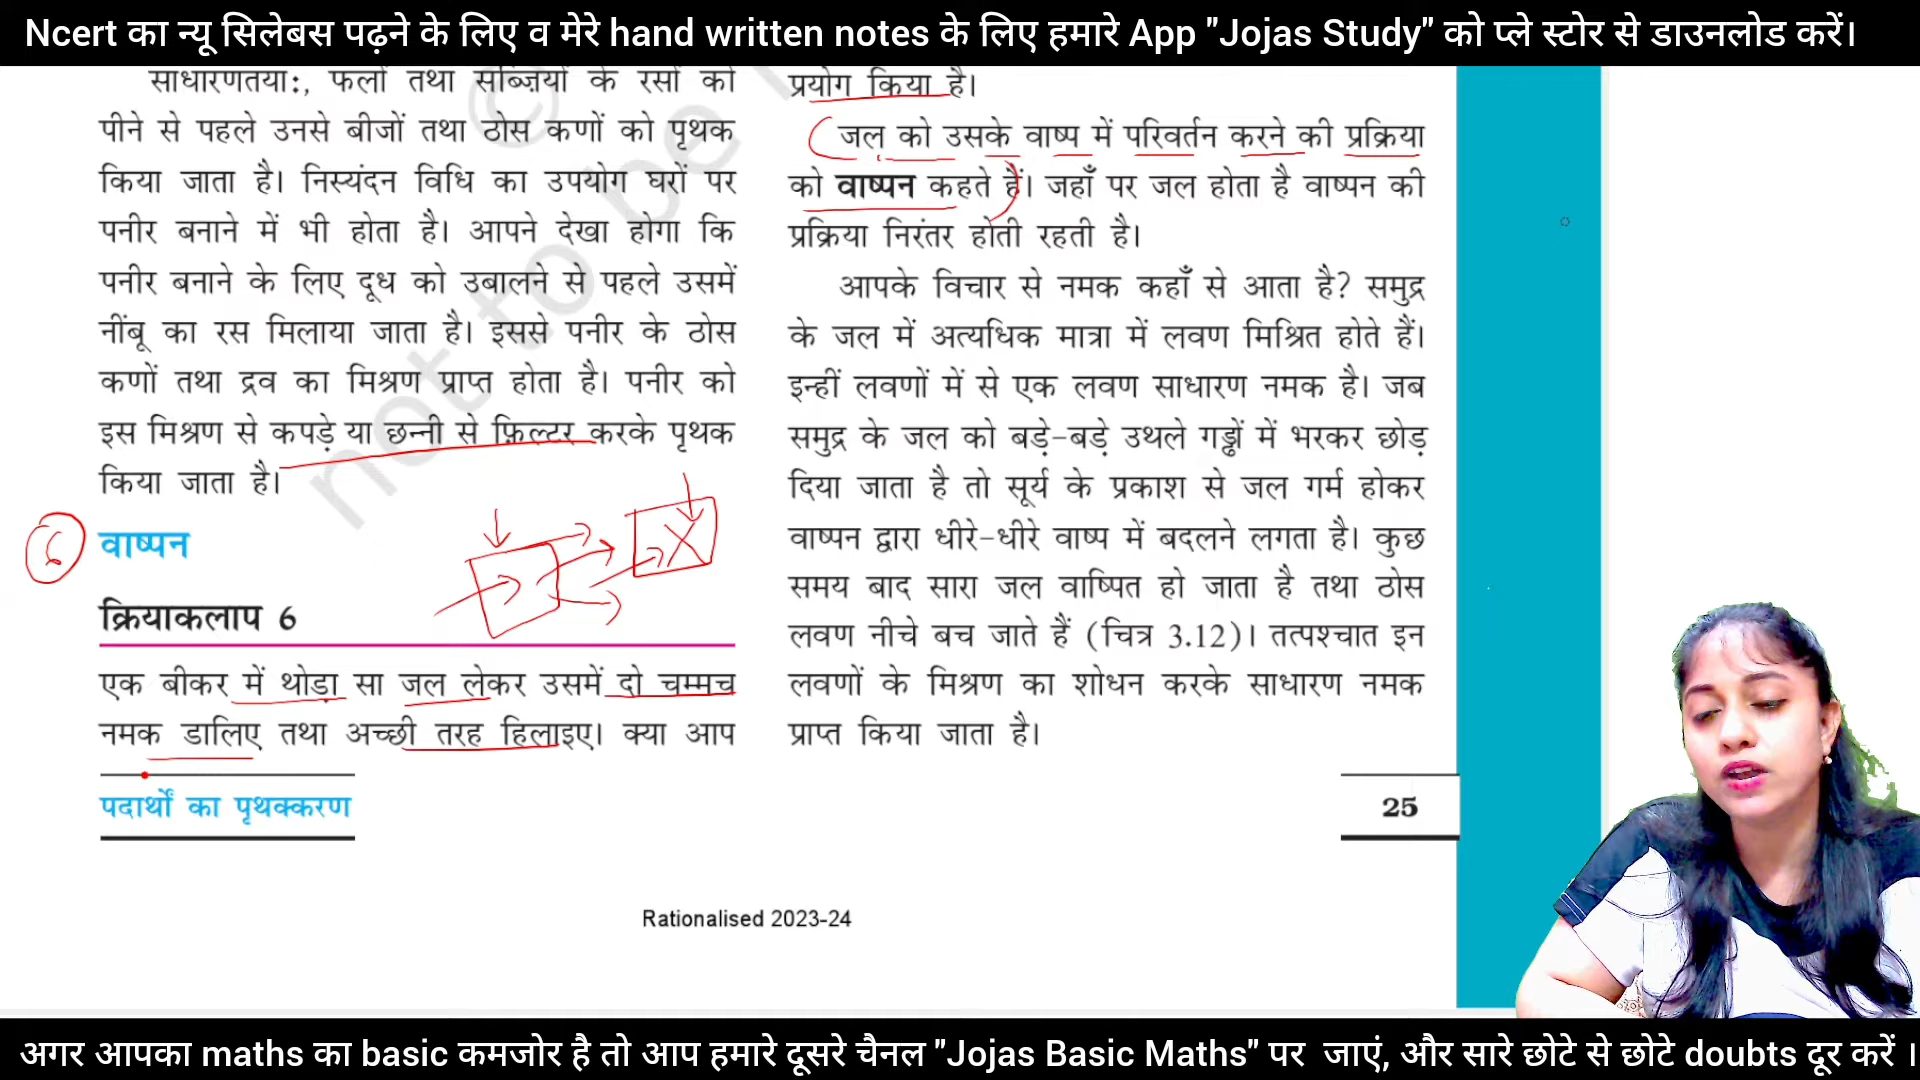 Ncert का न्यू सिलेबस पढ़ने के लिए व मेरे hand written notes के लिए हमारे App "Jojas Study" को प्ले स्टोर से डाउनलोड करें।
साधारणतया:, फलों तथा सब्ज़ियों के रसों को
पीने से पहले उनसे बीजों तथा ठोस कणों को पृथक
किया जाता है। निस्यंदन विधि का उपयोग घरों पर
पनीर बनाने में भी होता है। आपने देखा होगा कि
पनीर बनाने के लिए दूध को उबालने से पहले उसमें
नींबू का रस मिलाया जाता है। इससे पनीर के ठोस
कणों तथा द्रव का मिश्रण प्राप्त होता है। पनीर को
इस मिश्रण से कपड़े या छन्नी से फ़िल्टर करके पृथक
किया जाता है।
6 वाष्पन
क्रियाकलाप 6
एक बीकर में थोड़ा सा जल लेकर उसमें दो चम्मच
नमक डालिए तथा अच्छी तरह हिलाइए। क्या आप
पदार्थों का पृथक्करण
प्रयोग किया है।
जल को उसके वाष्प में परिवर्तन करने की प्रक्रिया
को वाष्पन कहते हैं। जहाँ पर जल होता है वाष्पन की
प्रक्रिया निरंतर होती रहती है।
आपके विचार से नमक कहाँ से आता है? समुद्र
के जल में अत्यधिक मात्रा में लवण मिश्रित होते हैं।
इन्हीं लवणों में से एक लवण साधारण नमक है। जब
समुद्र के जल को बड़े-बड़े उथले गड्ढों में भरकर छोड़
दिया जाता है तो सूर्य के प्रकाश से जल गर्म होकर
वाष्पन द्वारा धीरे-धीरे वाष्प में बदलने लगता है। कुछ
समय बाद सारा जल वाष्पित हो जाता है तथा ठोस
लवण नीचे बच जाते हैं (चित्र 3.12)। तत्पश्चात इन
लवणों के मिश्रण का शोधन करके साधारण नमक
प्राप्त किया जाता है।
25
© not to be
Rationalised 2023-24
अगर आपका maths का basic कमजोर है तो आप हमारे दूसरे चैनल "Jojas Basic Maths" पर जाएं, और सारे छोटे से छोटे doubts दूर करें ।